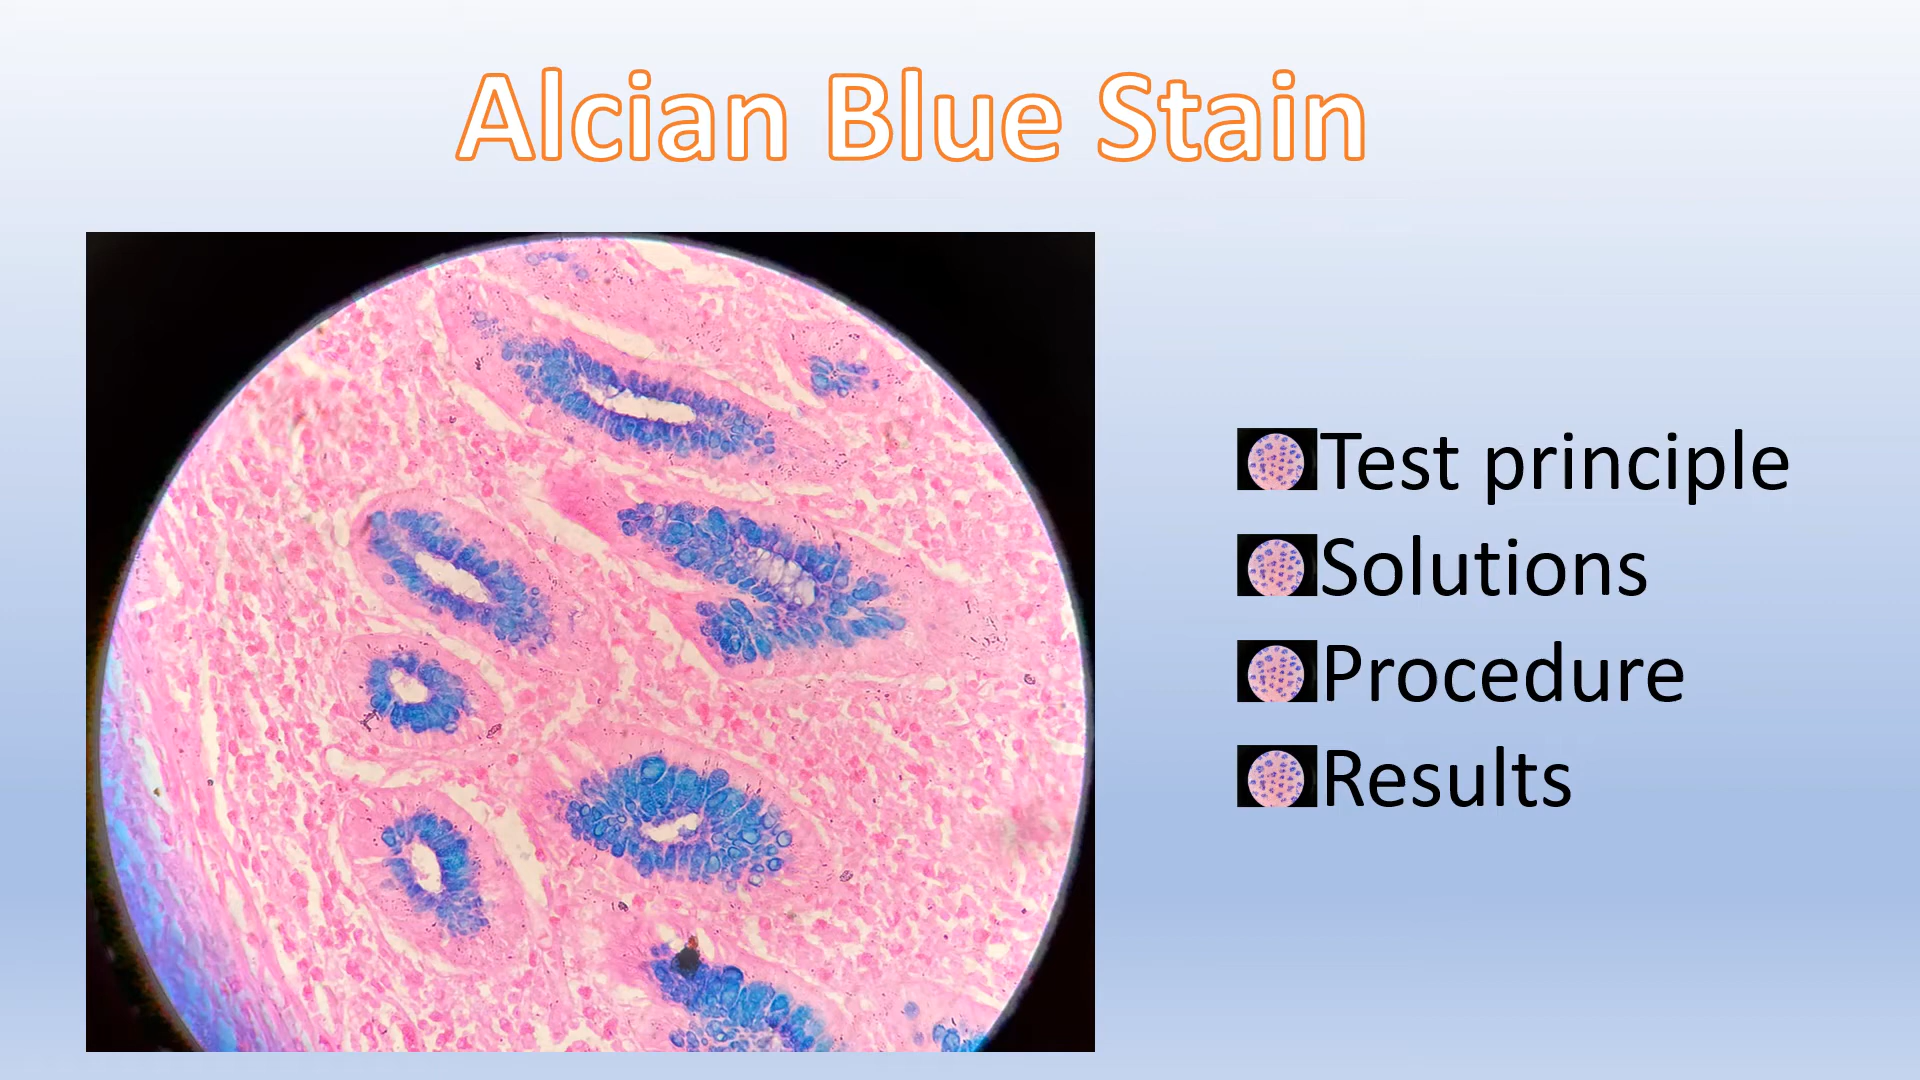 Alcian Blue Stain
Test principle
Solutions
Procedure
Results